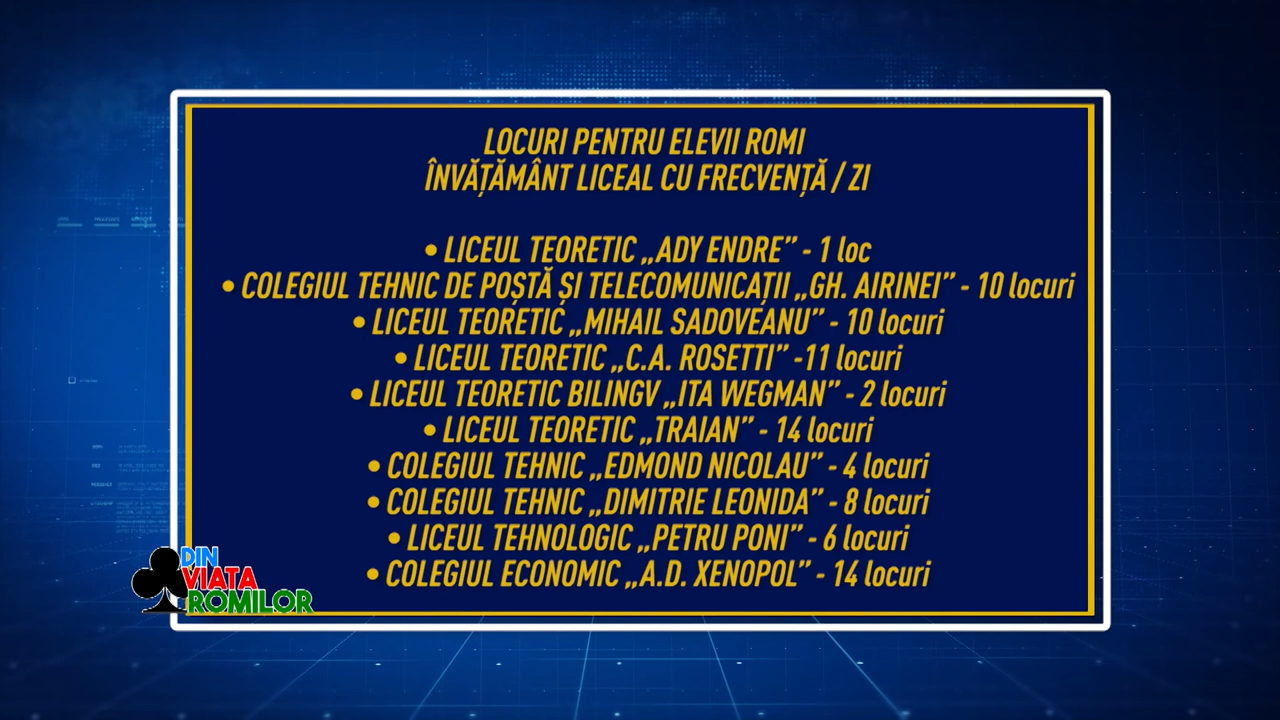 LOCURI PENTRU ELEVII ROMI
ÎNVĂȚĂMÂNT LICEAL CU FRECVENȚĂ / ZI
• LICEUL TEORETIC „ADY ENDRE” - 1 loc
• COLEGIUL TEHNIC DE POȘTĂ ȘI TELECOMUNICAȚII „GH. AIRINEI” - 10 locuri
• LICEUL TEORETIC „MIHAIL SADOVEANU” - 10 locuri
• LICEUL TEORETIC „C.A. ROSETTI” -11 locuri
• LICEUL TEORETIC BILINGV „ITA WEGMAN” - 2 locuri
• LICEUL TEORETIC „TRAIAN” - 14 locuri
• COLEGIUL TEHNIC „EDMOND NICOLAU” - 4 locuri
• COLEGIUL TEHNIC „DIMITRIE LEONIDA” - 8 locuri
• LICEUL TEHNOLOGIC „PETRU PONI” - 6 locuri
• COLEGIUL ECONOMIC „A.D. XENOPOL” - 14 locuri
DIN
VIATA
ROMILOR